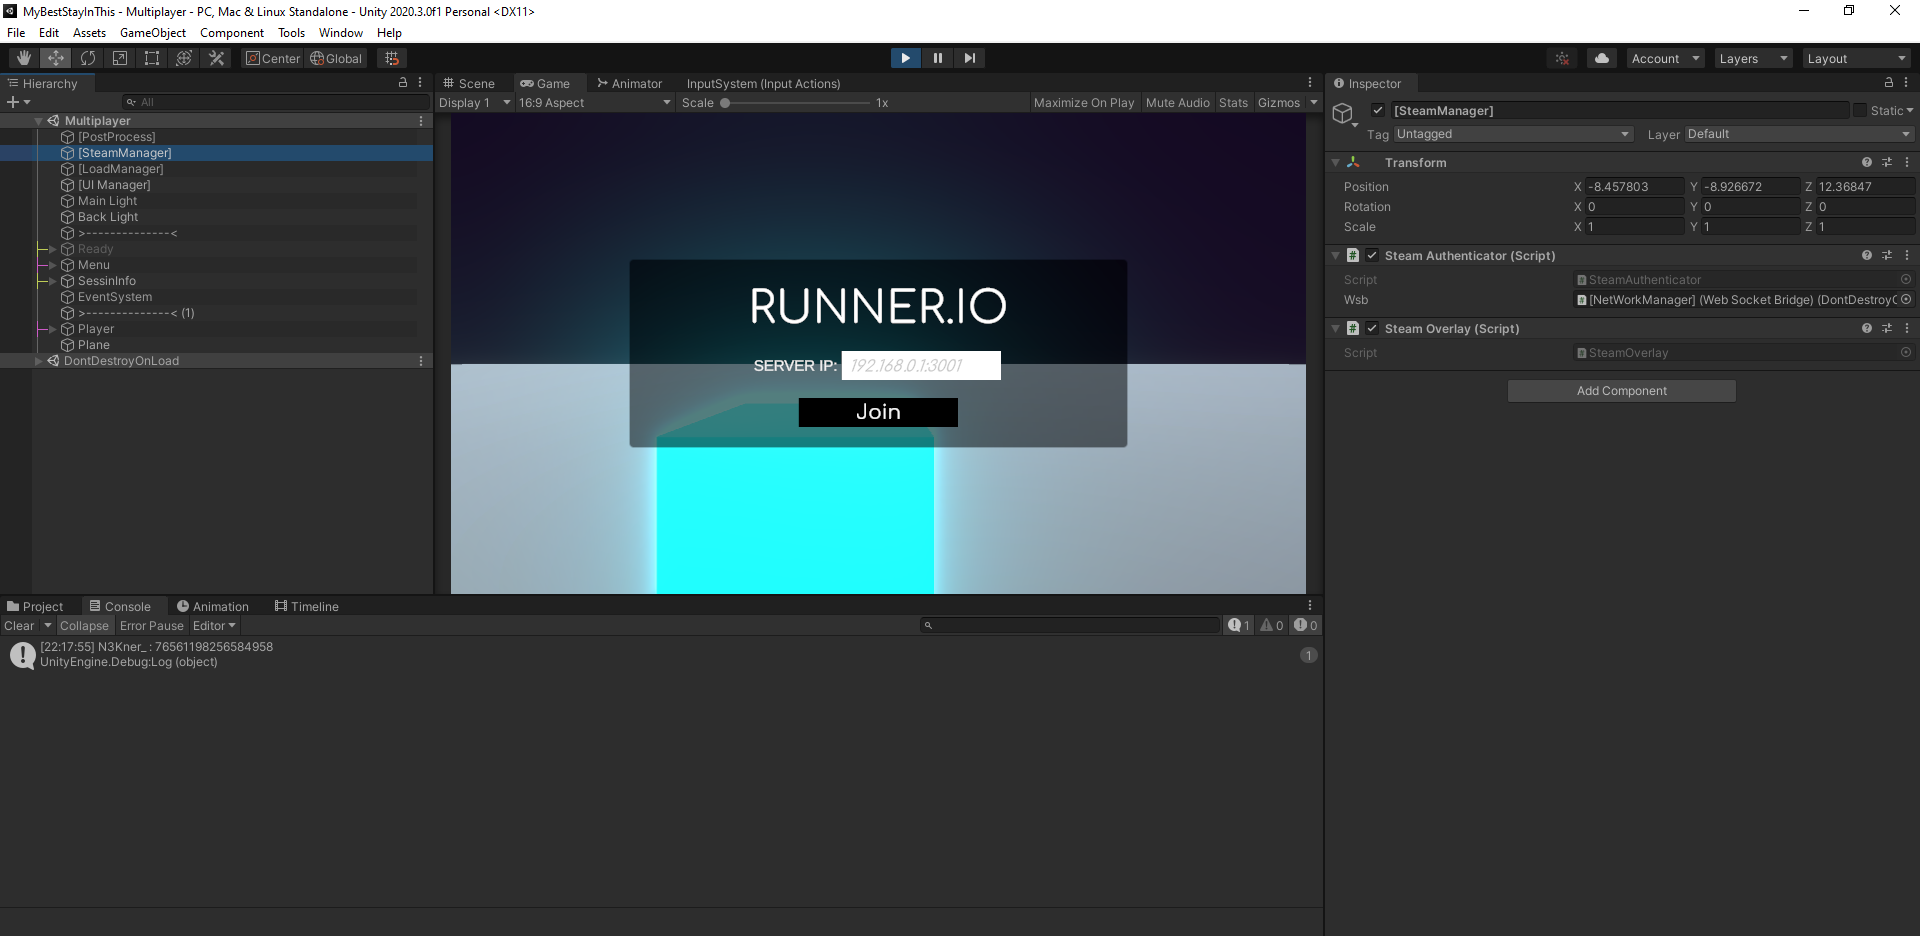 MyBestStayInThis - Multiplayer - PC, Mac & Linux Standalone - Unity 2020.3.0f1 Personal <DX11>
File Edit Assets GameObject Component Tools Window Help
Center Global Account Layers Layout
Hierarchy
All
Multiplayer
[PostProcess]
[SteamManager]
[LoadManager]
[UI Manager]
Main Light
Back Light
>--------------<
Ready
Menu
SessinInfo
EventSystem
>--------------< (1)
Player
Plane
DontDestroyOnLoad
Scene Game Animator InputSystem (Input Actions)
Display 1 16:9 Aspect Scale 1x Maximize On Play Mute Audio Stats Gizmos
RUNNER.IO
SERVER IP: 192.168.0.1:3001
Join
Inspector
[SteamManager] Static
Tag Untagged Layer Default
Transform
Position X -8.457803 Y -8.926672 Z 12.36847
Rotation X 0 Y 0 Z 0
Scale X 1 Y 1 Z 1
Steam Authenticator (Script)
Script SteamAuthenticator
Wsb [NetWorkManager] (Web Socket Bridge) (DontDestroyO
Steam Overlay (Script)
Script SteamOverlay
Add Component
Project Console Animation Timeline
Clear Collapse Error Pause Editor 1 0 0
[22:17:55] N3Kner_ : 76561198256584958
UnityEngine.Debug:Log (object)
1